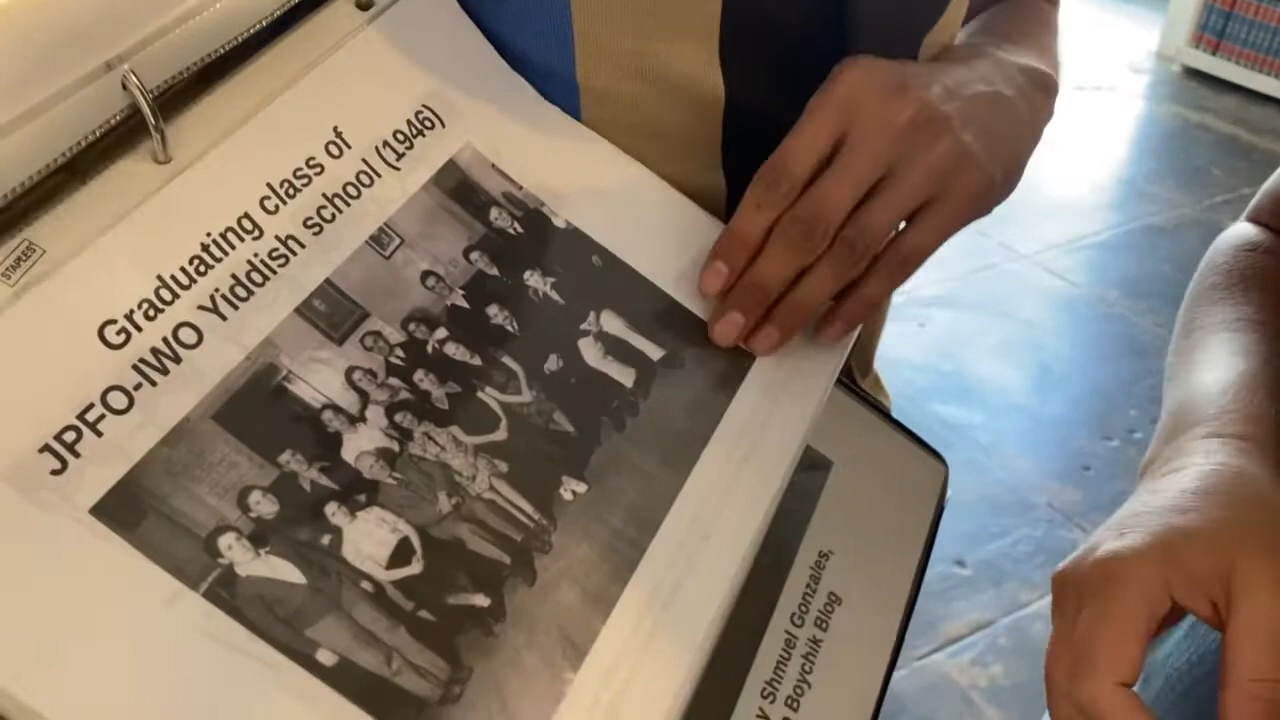 STAPLES
Graduating class of
JPFO-IWO Yiddish school (1946)
Shmuel Gonzales,
Boychik Blog